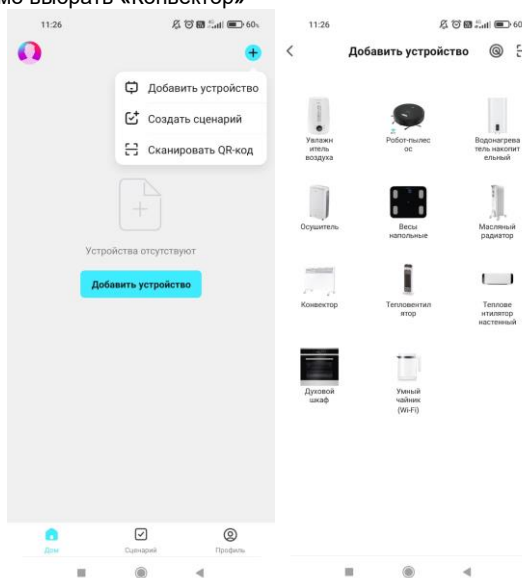 мо выбрать «Конвектор»
11:26
60
Добавить устройство
Создать сценарий
Сканировать QR-код
Устройства отсутствуют
Добавить устройство
Дом
Сценарий
Профиль
11:26
60
Добавить устройство
Увлажн
итель
воздуха
Робот-пылес
ос
Водонагрева
тель накопит
ельный
Осушитель
Весы
напольные
Масляный
радиатор
Конвектор
Тепловентил
ятор
Теплове
нтилятор
настенный
Духовой
шкаф
Умный
чайник
(Wi-Fi)